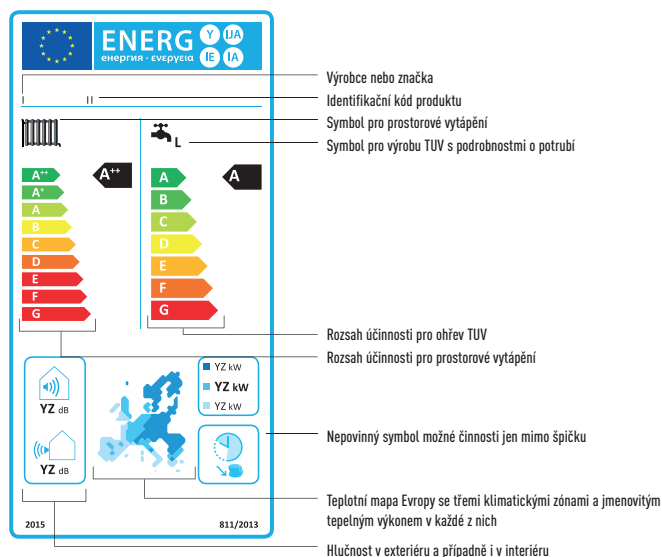 ENERG Y IJA
енергия · ενεργεια IE IA
I II
L
A++ A++
A+
A
B
C
D
E
F
G
A A
B
C
D
E
F
G
YZ dB
YZ dB
YZ kW
YZ kW
YZ kW
2015 811/2013
Výrobce nebo značka
Identifikační kód produktu
Symbol pro prostorové vytápění
Symbol pro výrobu TUV s podrobnostmi o potrubí
Rozsah účinnosti pro ohřev TUV
Rozsah účinnosti pro prostorové vytápění
Nepovinný symbol možné činnosti jen mimo špičku
Teplotní mapa Evropy se třemi klimatickými zónami a jmenovitým
tepelným výkonem v každé z nich
Hlučnost v exteriéru a případně i v interiéru